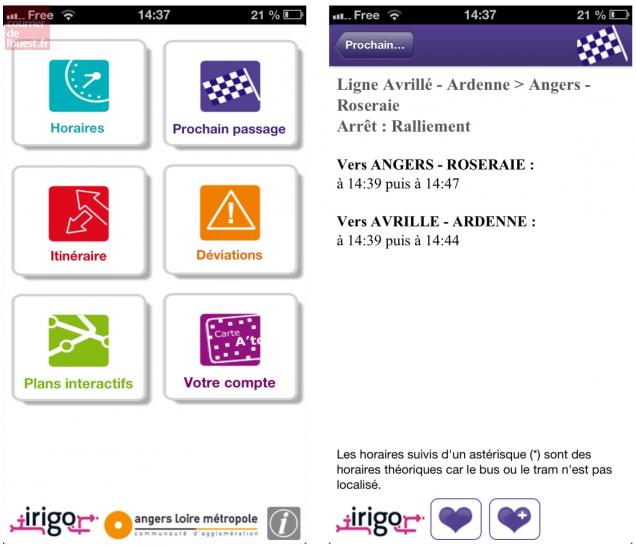 Free 14:37 21 %
courrier
de
l'ouest.fr
Horaires
Prochain passage
Itinéraire
Déviations
Carte
A'to
Plans interactifs
Votre compte
irigo
angers loire métropole
communauté d'agglomération
i
Free 14:37 21 %
Prochain...
Ligne Avrillé - Ardenne > Angers -
Roseraie
Arrêt : Ralliement
Vers ANGERS - ROSERAIE :
à 14:39 puis à 14:47
Vers AVRILLE - ARDENNE :
à 14:39 puis à 14:44
Les horaires suivis d'un astérisque (*) sont des
horaires théoriques car le bus ou le tram n'est pas
localisé.
irigo